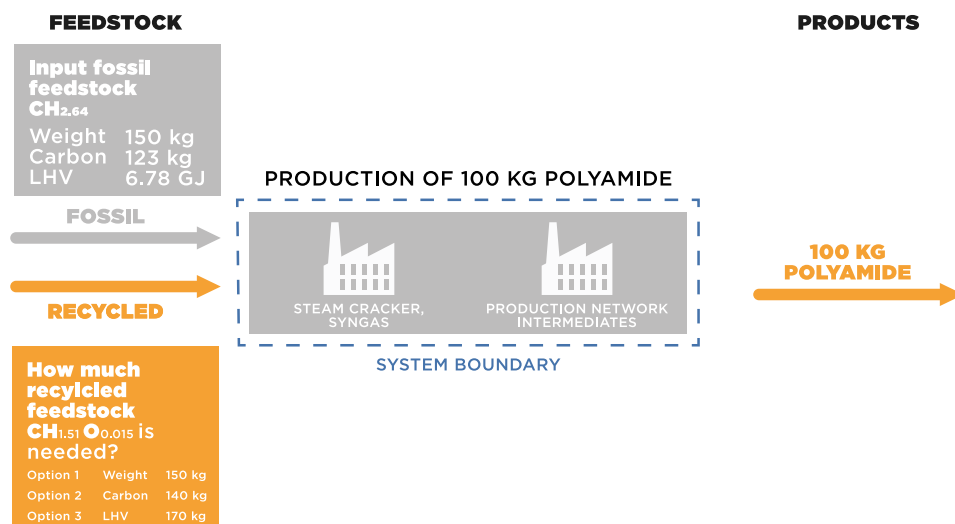 FEEDSTOCK
PRODUCTS
Input fossil
feedstock
CH2.64
Weight 150 kg
Carbon 123 kg
LHV 6.78 GJ
PRODUCTION OF 100 KG POLYAMIDE
FOSSIL
100 KG
POLYAMIDE
RECYCLED
STEAM CRACKER,
SYNGAS
PRODUCTION NETWORK
INTERMEDIATES
SYSTEM BOUNDARY
How much
recylcled
feedstock
CH1.51 O0.015 is
needed?
Option 1 Weight 150 kg
Option 2 Carbon 140 kg
Option 3 LHV 170 kg